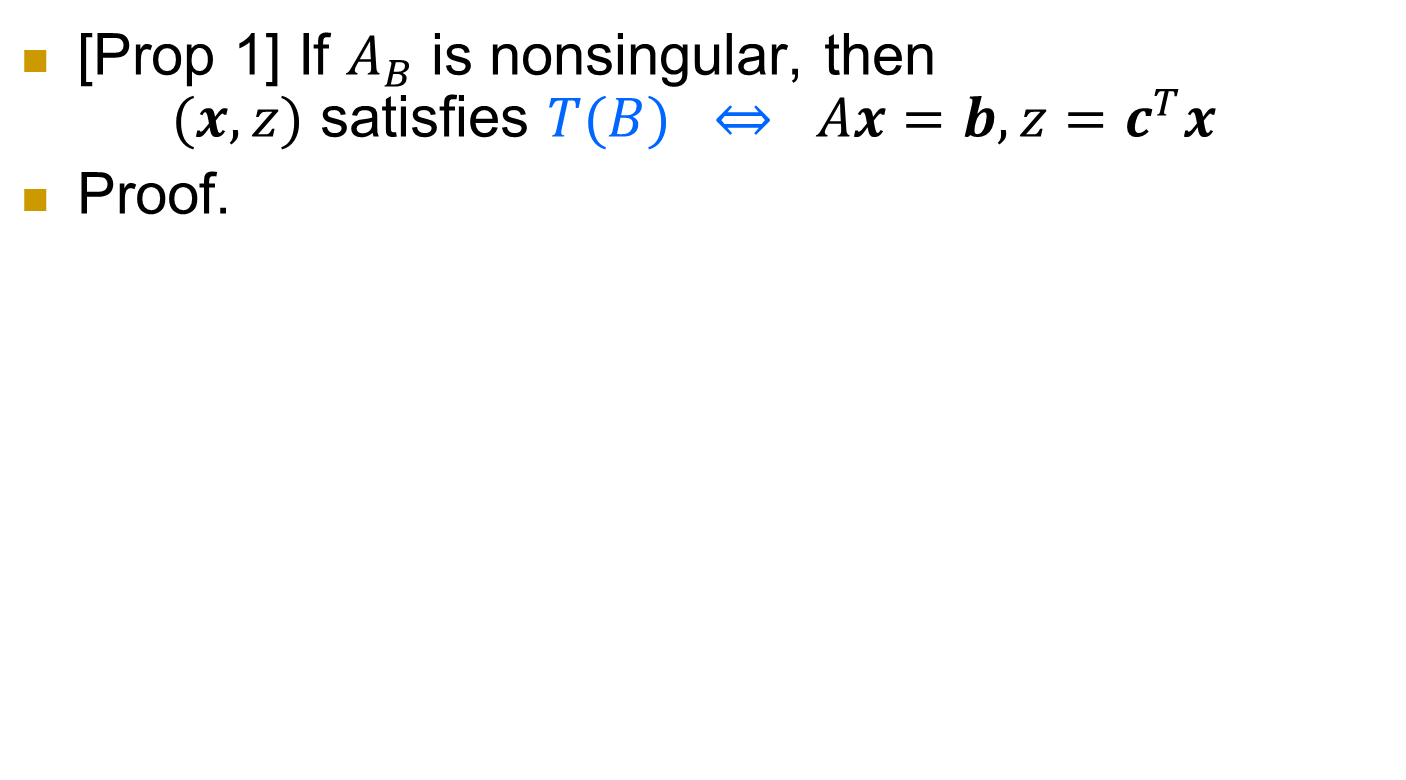 [Prop 1] If 𝐴_𝐵 is nonsingular, then
(𝒙, 𝑧) satisfies 𝑇(𝐵) ⇔ 𝐴𝒙 = 𝒃, 𝑧 = 𝒄^𝑇 𝒙
Proof.